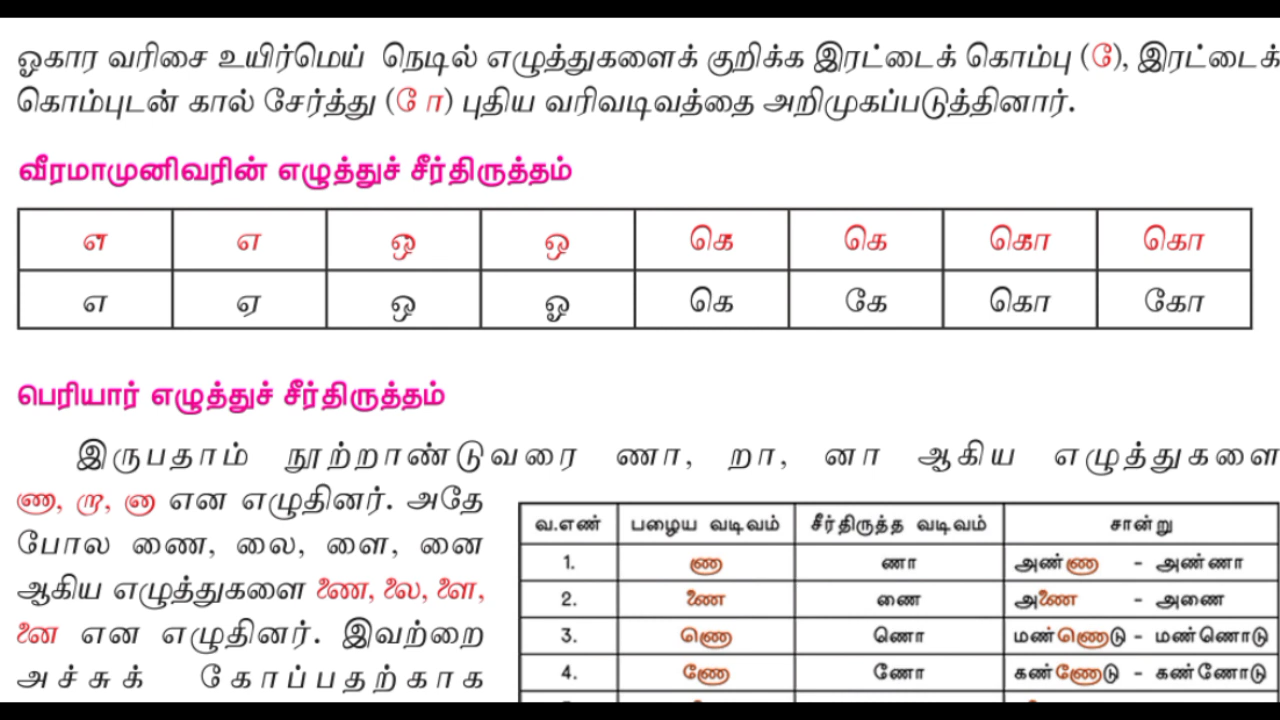 ஓகார வரிசை உயிர்மெய் நெடில் எழுத்துகளைக் குறிக்க இரட்டைக் கொம்பு (ே), இரட்டைக்
கொம்புடன் கால் சேர்த்து (ே ா) புதிய வரிவடிவத்தை அறிமுகப்படுத்தினார்.
வீரமாமுனிவரின் எழுத்துச் சீர்திருத்தம்
எ் எ ஒ் ஒ கெ் கெ கொ் கொ
எ ஏ ஒ ஓ கெ கே கொ கோ
பெரியார் எழுத்துச் சீர்திருத்தம்
இருபதாம் நூற்றாண்டுவரை ணா, றா, னா ஆகிய எழுத்துகளை
என எழுதினர். அதே
போல ணை, லை, ளை, னை
ஆகிய எழுத்துகளை
என எழுதினர். இவற்றை
அச்சுக் கோப்பதற்காக
வ.எண் பழைய வடிவம் சீர்திருத்த வடிவம் சான்று
1. ணா - அண்ணா
2. ணை - அணை
3. ணொ - மண்ணொடு
4. ணோ - கண்ணோடு